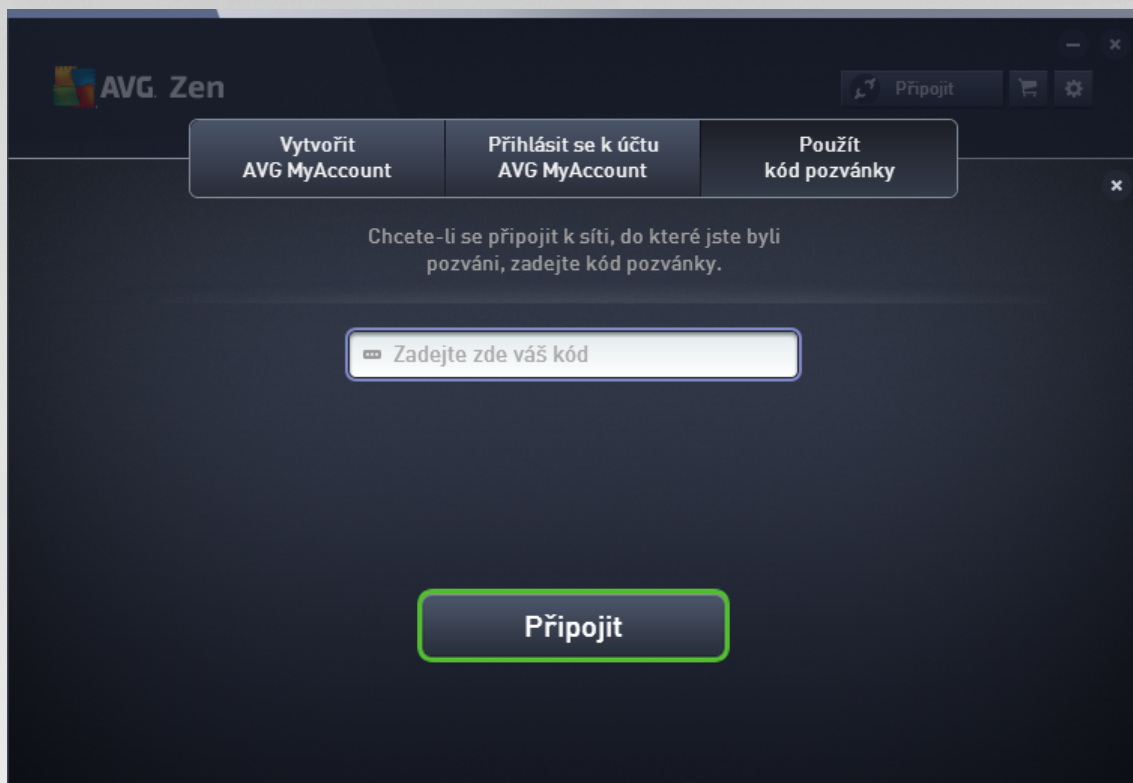 AVG. Zen
Připojit
Vytvořit
AVG MyAccount
Přihlásit se k účtu
AVG MyAccount
Použít
kód pozvánky
Chcete-li se připojit k síti, do které jste byli
pozváni, zadejte kód pozvánky.
Zadejte zde váš kód
Připojit